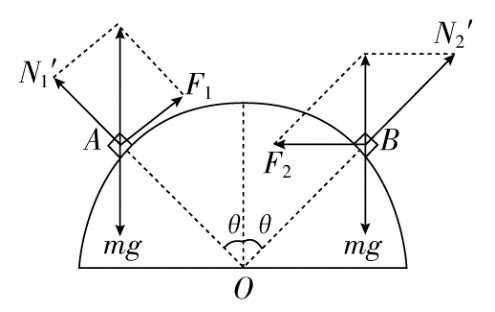 N₁′ N₂′
F₁
A B
F₂
θ θ
mg mg
O